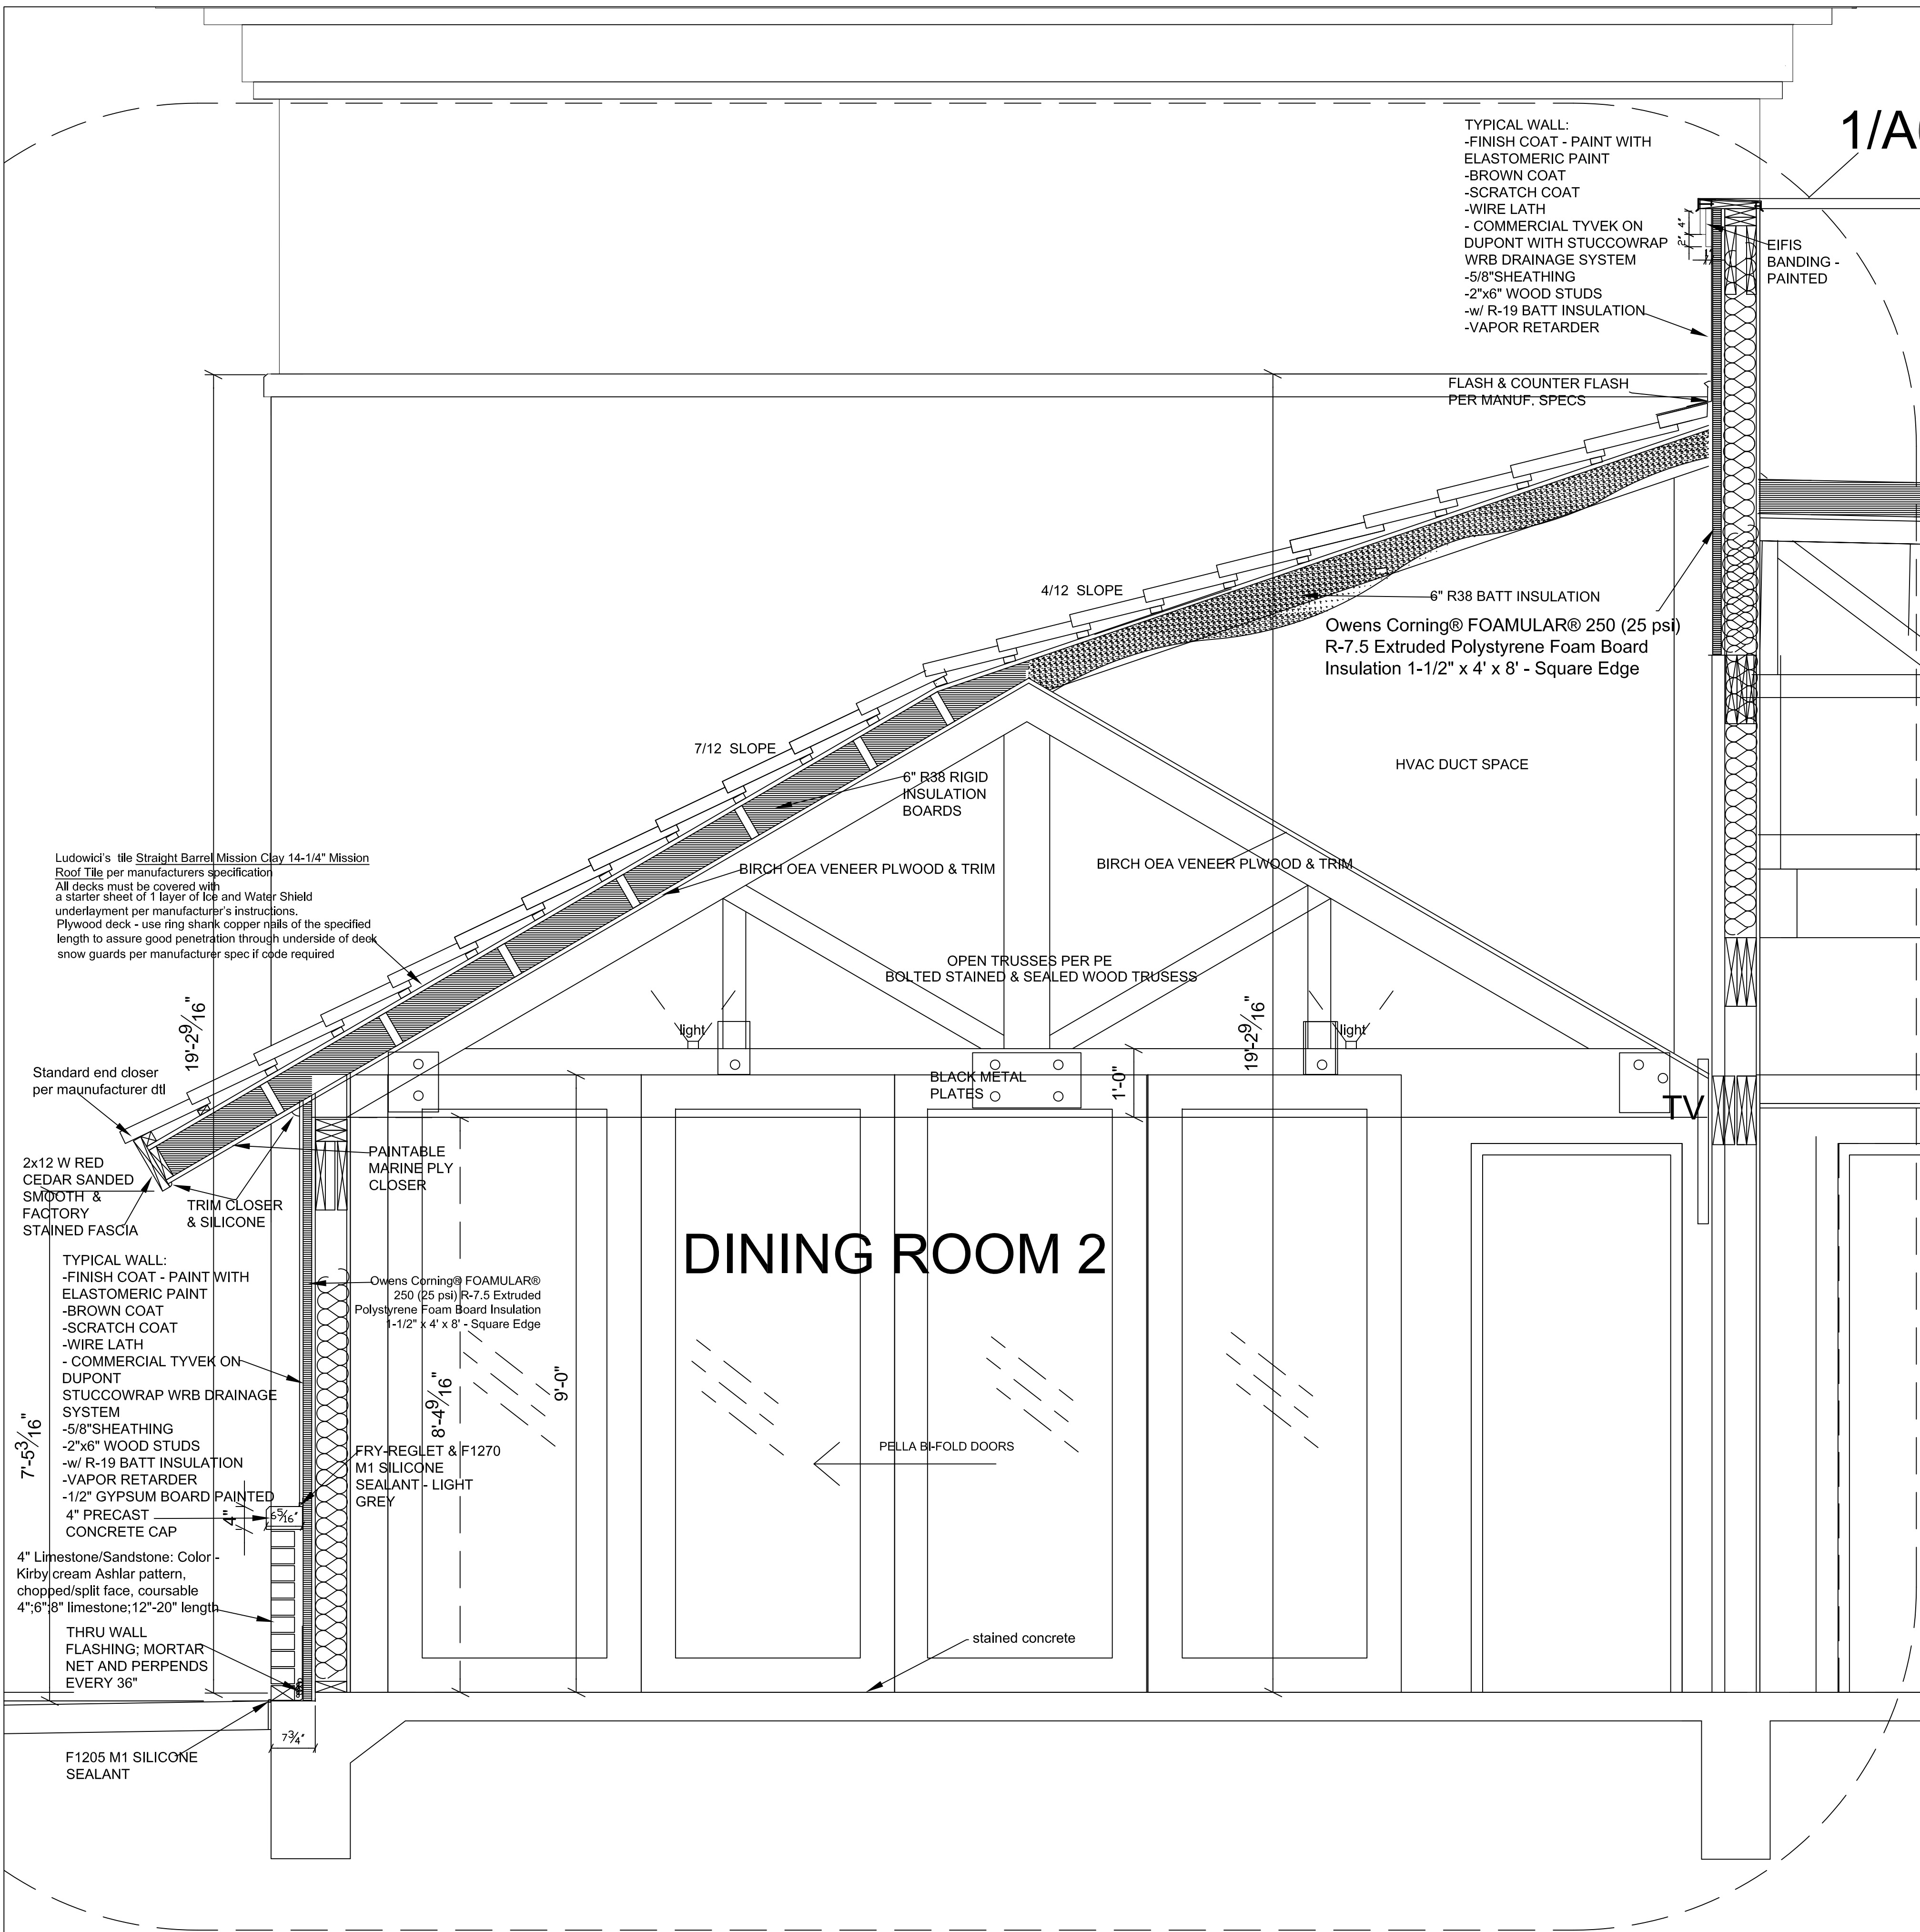 1/A
TYPICAL WALL:
-FINISH COAT - PAINT WITH
ELASTOMERIC PAINT
-BROWN COAT
-SCRATCH COAT
-WIRE LATH
- COMMERCIAL TYVEK ON
DUPONT WITH STUCCOWRAP
WRB DRAINAGE SYSTEM
-5/8"SHEATHING
-2"x6" WOOD STUDS
-w/ R-19 BATT INSULATION
-VAPOR RETARDER
4"
2"
EIFIS
BANDING -
PAINTED
FLASH & COUNTER FLASH
PER MANUF. SPECS
4/12 SLOPE
6" R38 BATT INSULATION
Owens Corning® FOAMULAR® 250 (25 psi)
R-7.5 Extruded Polystyrene Foam Board
Insulation 1-1/2" x 4' x 8' - Square Edge
7/12 SLOPE
HVAC DUCT SPACE
6" R38 RIGID
INSULATION
BOARDS
BIRCH OEA VENEER PLWOOD & TRIM
BIRCH OEA VENEER PLWOOD & TRIM
Ludowici's tile Straight Barrel Mission Clay 14-1/4" Mission
Roof Tile per manufacturers specification
All decks must be covered with
a starter sheet of 1 layer of Ice and Water Shield
underlayment per manufacturer's instructions.
Plywood deck - use ring shank copper nails of the specified
length to assure good penetration through underside of deck
snow guards per manufacturer spec if code required
OPEN TRUSSES PER PE
BOLTED STAINED & SEALED WOOD TRUSESS
19'-2 9/16"
19'-2 9/16"
light
light
Standard end closer
per maunufacturer dtl
BLACK METAL
PLATES
1'-0"
TV
2x12 W RED
CEDAR SANDED
SMOOTH &
FACTORY
STAINED FASCIA
TRIM CLOSER
& SILICONE
PAINTABLE
MARINE PLY
CLOSER
DINING ROOM 2
TYPICAL WALL:
-FINISH COAT - PAINT WITH
ELASTOMERIC PAINT
-BROWN COAT
-SCRATCH COAT
-WIRE LATH
- COMMERCIAL TYVEK ON
DUPONT
STUCCOWRAP WRB DRAINAGE
SYSTEM
-5/8"SHEATHING
-2"x6" WOOD STUDS
-w/ R-19 BATT INSULATION
-VAPOR RETARDER
-1/2" GYPSUM BOARD PAINTED
Owens Corning® FOAMULAR®
250 (25 psi) R-7.5 Extruded
Polystyrene Foam Board Insulation
1-1/2" x 4' x 8' - Square Edge
8'-4 9/16"
9'-0"
7'-5 3/16"
FRY-REGLET & F1270
M1 SILICONE
SEALANT - LIGHT
GREY
PELLA BI-FOLD DOORS
4" PRECAST
CONCRETE CAP
4"
6 5/16"
4" Limestone/Sandstone: Color -
Kirby cream Ashlar pattern,
chopped/split face, coursable
4";6";8" limestone;12"-20" length
THRU WALL
FLASHING; MORTAR
NET AND PERPENDS
EVERY 36"
stained concrete
7 3/4"
F1205 M1 SILICONE
SEALANT